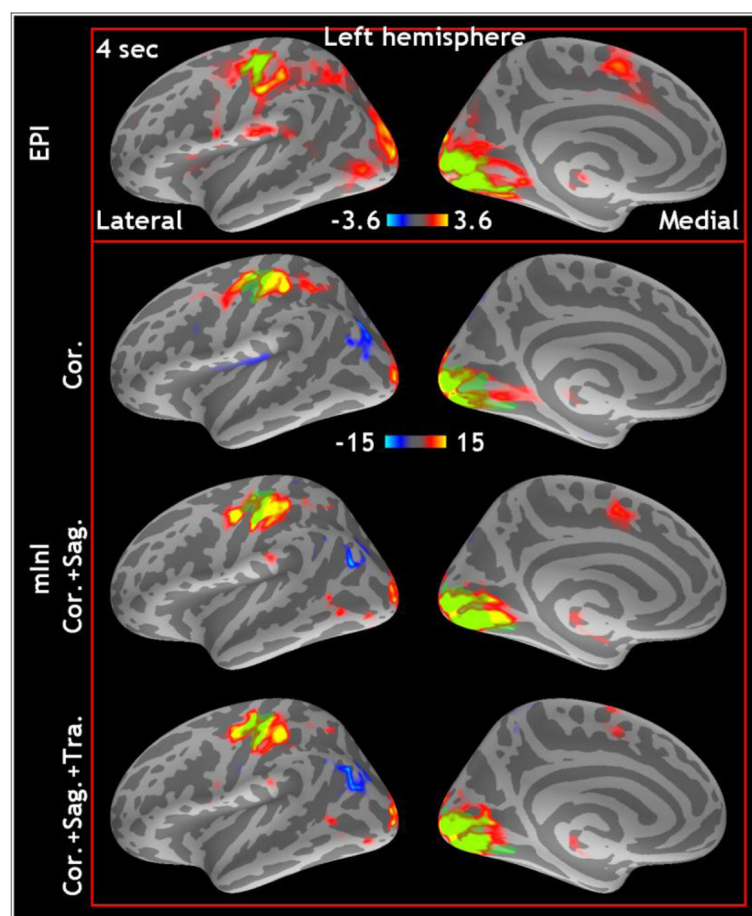 Left hemisphere
4 sec
EPI
Lateral
-3.6
3.6
Medial
Cor.
-15
15
mInI
Cor.+Sag.
Cor.+Sag.+Tra.